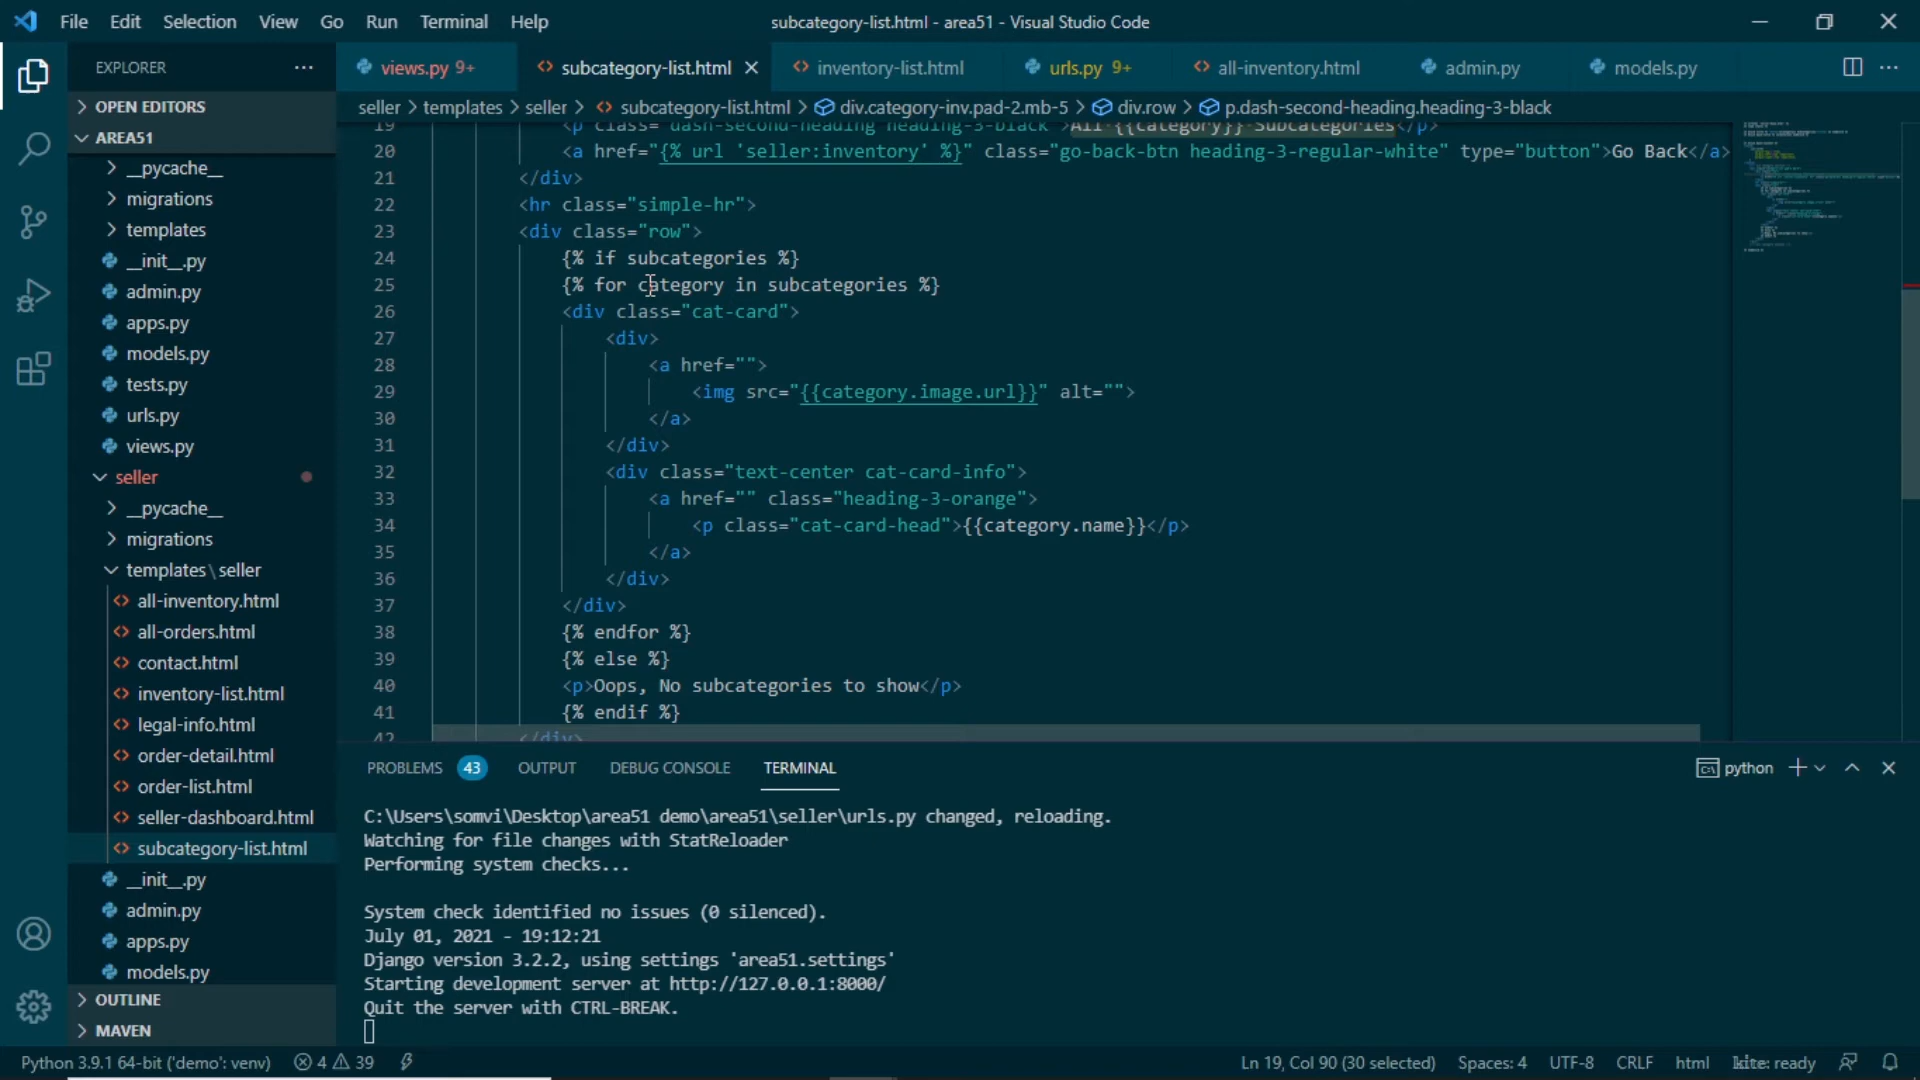 File Edit Selection View Go Run Terminal Help
subcategory-list.html - area51 - Visual Studio Code
EXPLORER
OPEN EDITORS
AREA51
__pycache__
migrations
templates
__init__.py
admin.py
apps.py
models.py
tests.py
urls.py
views.py
seller
__pycache__
migrations
templates\seller
all-inventory.html
all-orders.html
contact.html
inventory-list.html
legal-info.html
order-detail.html
order-list.html
seller-dashboard.html
subcategory-list.html
__init__.py
admin.py
apps.py
models.py
OUTLINE
MAVEN
views.py 9+ subcategory-list.html inventory-list.html urls.py 9+ all-inventory.html admin.py models.py
seller > templates > seller > subcategory-list.html > div.category-inv.pad-2.mb-5 > div.row > p.dash-second-heading.heading-3-black
19 <p class="dash-second-heading heading-3-black">All {{category}} Subcategories</p>
20 <a href="{% url 'seller:inventory' %}" class="go-back-btn heading-3-regular-white" type="button">Go Back</a>
21 </div>
22 <hr class="simple-hr">
23 <div class="row">
24 {% if subcategories %}
25 {% for category in subcategories %}
26 <div class="cat-card">
27 <div>
28 <a href="">
29 <img src="{{category.image.url}}" alt="">
30 </a>
31 </div>
32 <div class="text-center cat-card-info">
33 <a href="" class="heading-3-orange">
34 <p class="cat-card-head">{{category.name}}</p>
35 </a>
36 </div>
37 </div>
38 {% endfor %}
39 {% else %}
40 <p>Oops, No subcategories to show</p>
41 {% endif %}
42 </div>
PROBLEMS 43 OUTPUT DEBUG CONSOLE TERMINAL
python
C:\Users\somvi\Desktop\area51 demo\area51\seller\urls.py changed, reloading.
Watching for file changes with StatReloader
Performing system checks...
System check identified no issues (0 silenced).
July 01, 2021 - 19:12:21
Django version 3.2.2, using settings 'area51.settings'
Starting development server at http://127.0.0.1:8000/
Quit the server with CTRL-BREAK.
Python 3.9.1 64-bit ('demo': venv) 4 39
Ln 19, Col 90 (30 selected) Spaces: 4 UTF-8 CRLF html kite: ready